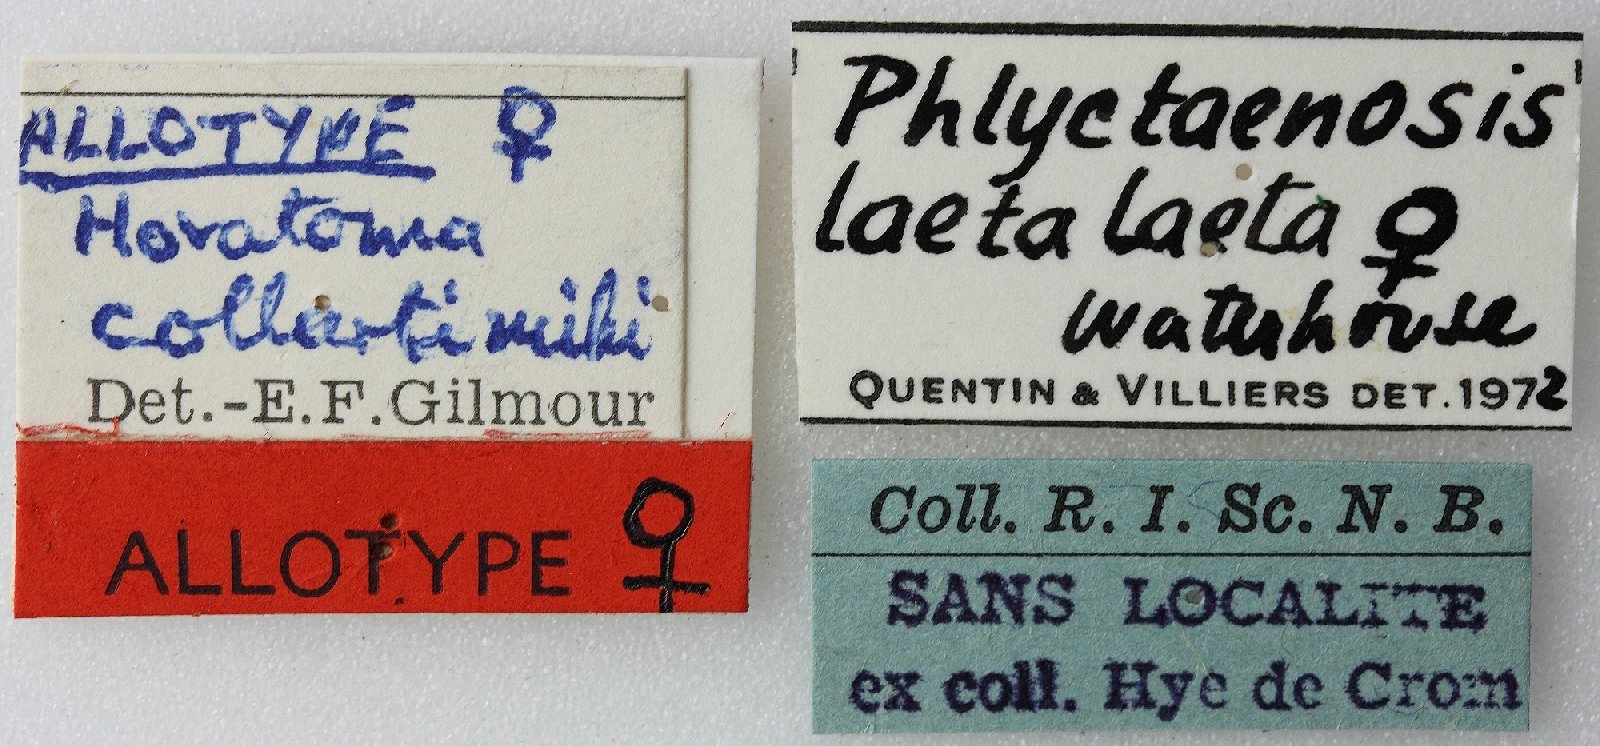 ALLOTYPE ♀
Horatoma
collarti mihi
Det.-E.F.Gilmour
ALLOTYPE ♀
Phlyctaenosis
laeta laeta ♀
waterhouse
QUENTIN & VILLIERS DET. 1972
Coll. R. I. Sc. N. B.
SANS LOCALITE
ex coll. Hye de Crom